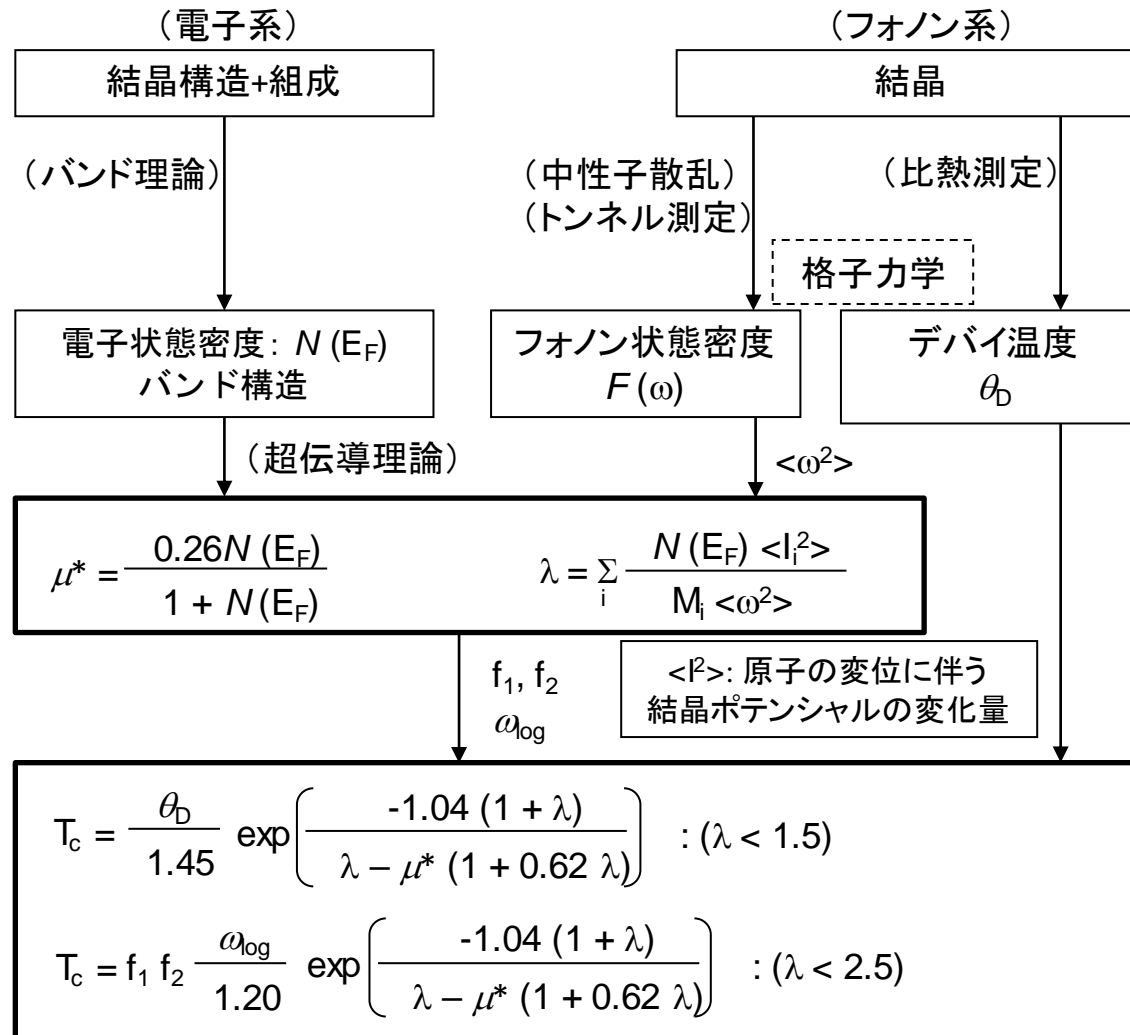 (電子系)
(フォノン系)
結晶構造+組成
結晶
(バンド理論)
(中性子散乱)
(トンネル測定)
(比熱測定)
格子力学
電子状態密度: N (E_F)
バンド構造
フォノン状態密度
F (ω)
デバイ温度
θ_D
(超伝導理論)
<ω²>
μ* = 0.26N (E_F) / 1 + N (E_F)
λ = Σ_i N (E_F) <I_i²> / M_i <ω²>
f₁, f₂
ω_log
<I²>: 原子の変位に伴う
結晶ポテンシャルの変化量
T_c = θ_D / 1.45 exp( -1.04 (1 + λ) / λ – μ* (1 + 0.62 λ) ) : (λ < 1.5)
T_c = f₁ f₂ ω_log / 1.20 exp( -1.04 (1 + λ) / λ – μ* (1 + 0.62 λ) ) : (λ < 2.5)